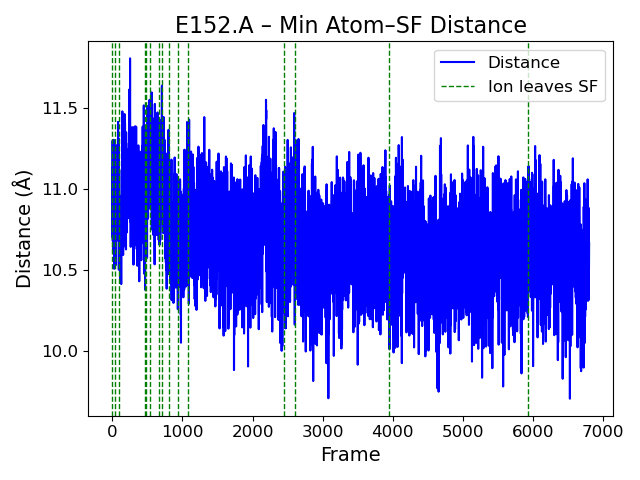 E152.A – Min Atom–SF Distance
Distance
Ion leaves SF
Distance (Å)
11.5
11.0
10.5
10.0
0 1000 2000 3000 4000 5000 6000 7000
Frame